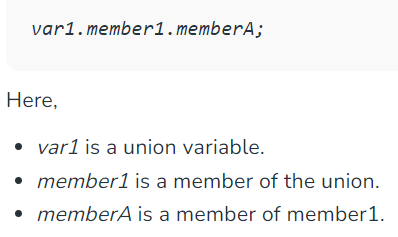 var1.member1.memberA;
Here,
• var1 is a union variable.
• member1 is a member of the union.
• memberA is a member of member1.